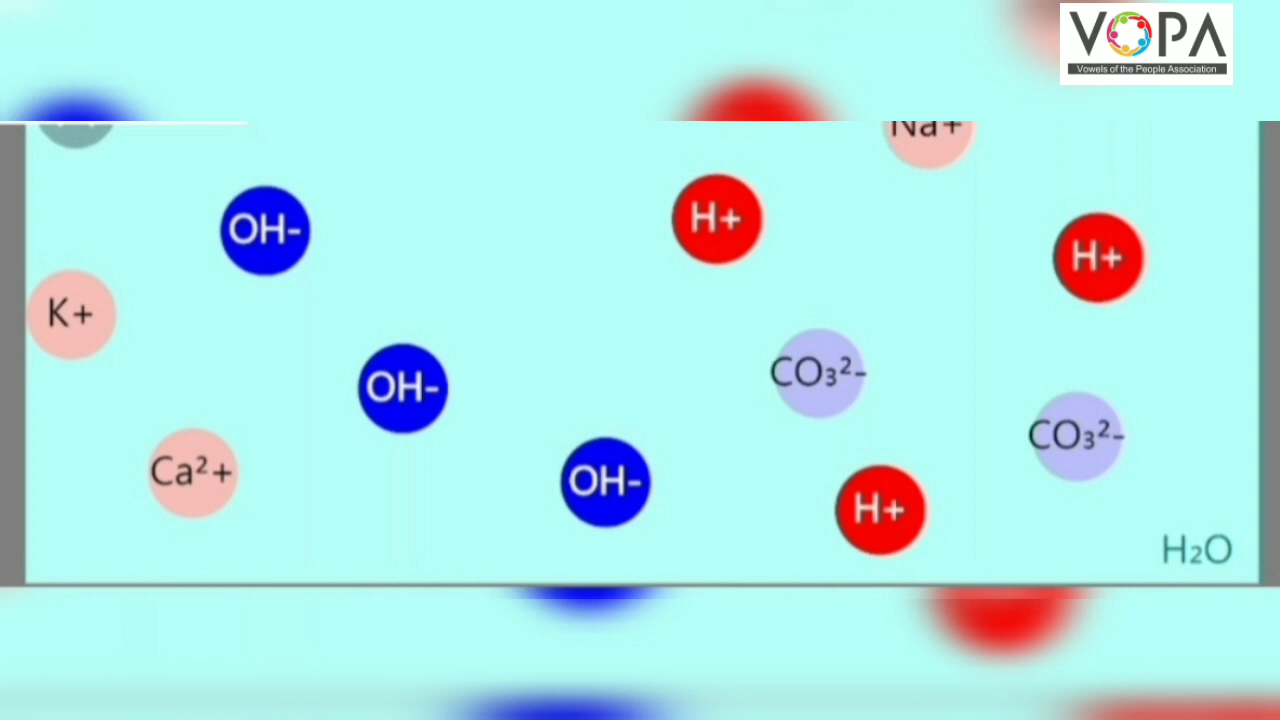 VOPA
Vowels of the People Association
Na+
OH-
H+
H+
K+
OH-
CO₃²-
CO₃²-
Ca²+
OH-
H+
H₂O